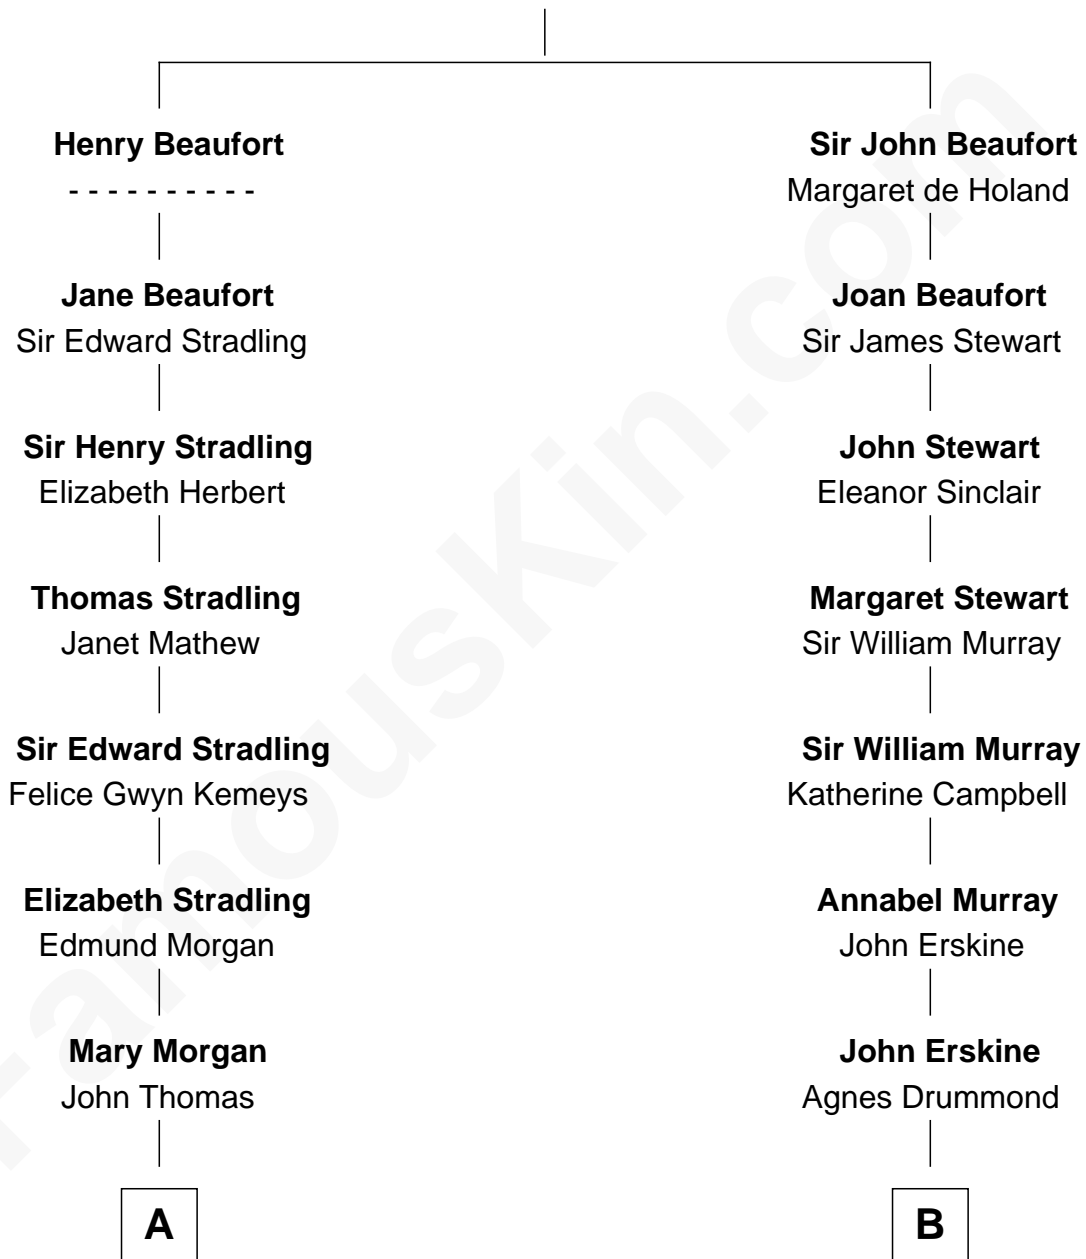 Henry Beaufort
- - - - - - - - - -
Jane Beaufort
Sir Edward Stradling
Sir Henry Stradling
Elizabeth Herbert
Thomas Stradling
Janet Mathew
Sir Edward Stradling
Felice Gwyn Kemeys
Elizabeth Stradling
Edmund Morgan
Mary Morgan
John Thomas
A
Sir John Beaufort
Margaret de Holand
Joan Beaufort
Sir James Stewart
John Stewart
Eleanor Sinclair
Margaret Stewart
Sir William Murray
Sir William Murray
Katherine Campbell
Annabel Murray
John Erskine
John Erskine
Agnes Drummond
B
FamousKin.com